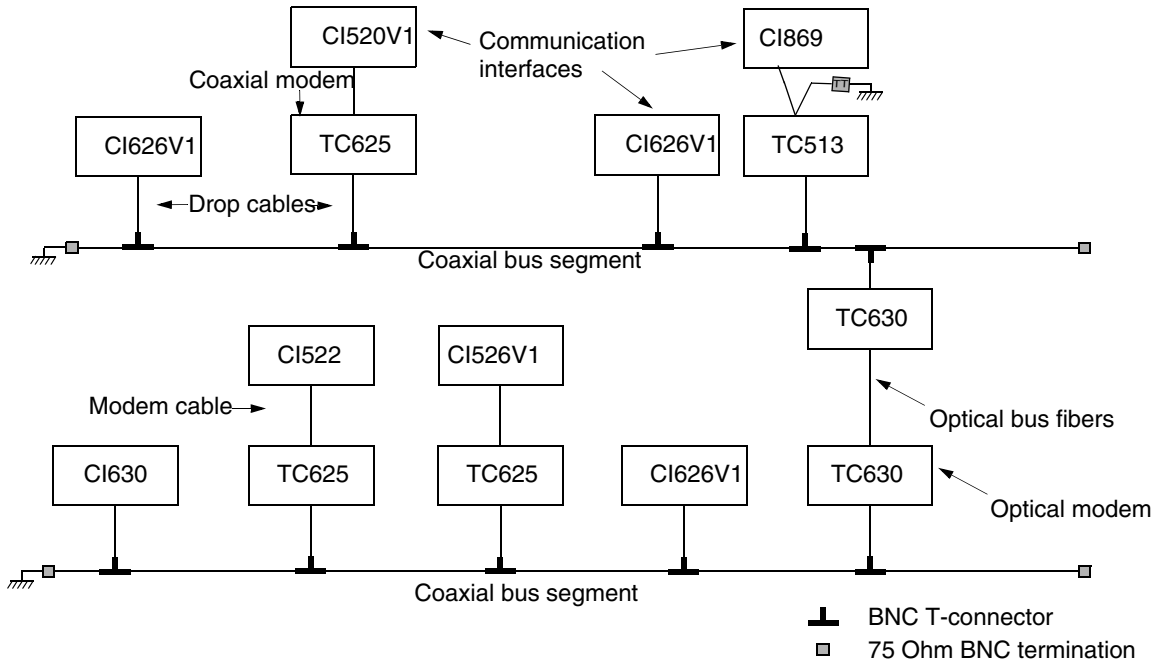 CI520V1
Communication
interfaces
CI869
Coaxial modem
TT
CI626V1
TC625
CI626V1
TC513
Drop cables
Coaxial bus segment
TC630
CI522
CI526V1
Modem cable
Optical bus fibers
CI630
TC625
TC625
CI626V1
TC630
Optical modem
Coaxial bus segment
BNC T-connector
75 Ohm BNC termination